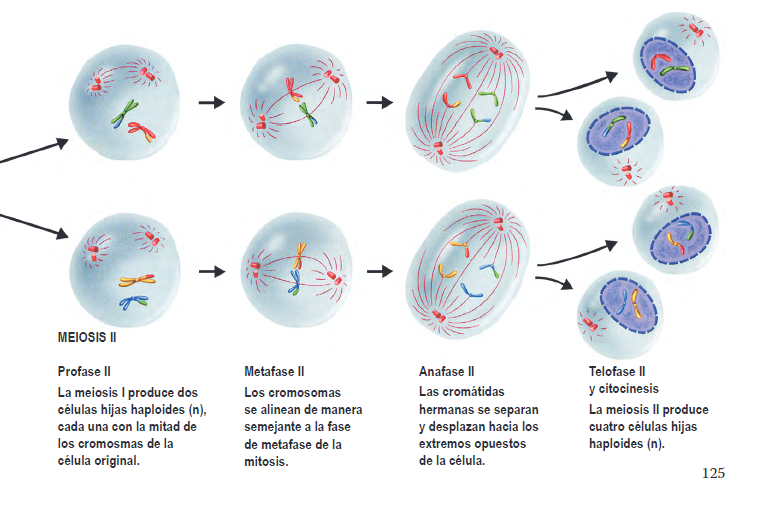 MEIOSIS II
Profase II
La meiosis I produce dos
células hijas haploides (n),
cada una con la mitad de
los cromosmas de la
célula original.
Metafase II
Los cromosomas
se alinean de manera
semejante a la fase
de metafase de la
mitosis.
Anafase II
Las cromátidas
hermanas se separan
y desplazan hacia los
extremos opuestos
de la célula.
Telofase II
y citocinesis
La meiosis II produce
cuatro células hijas
haploides (n).
125